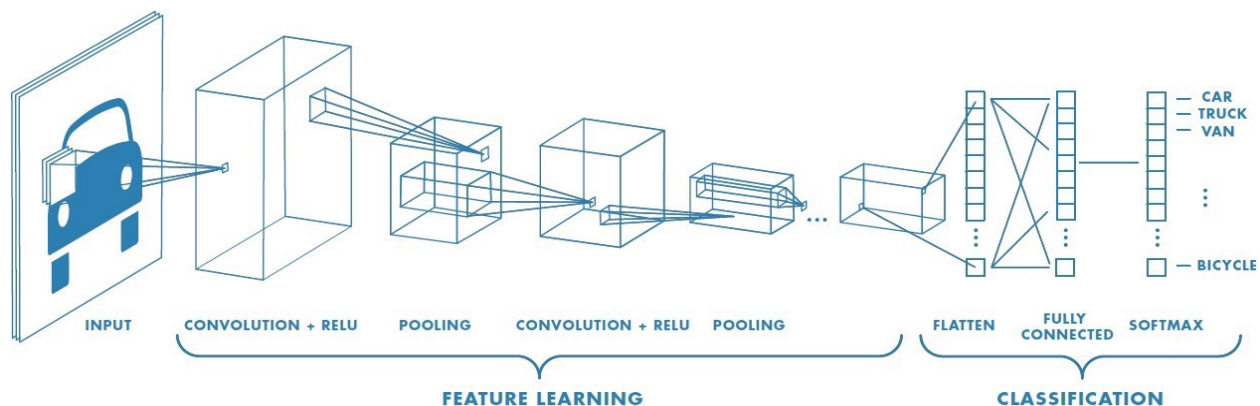 CAR
TRUCK
VAN
BICYCLE
INPUT
CONVOLUTION + RELU
POOLING
CONVOLUTION + RELU
POOLING
FLATTEN
FULLY
CONNECTED
SOFTMAX
FEATURE LEARNING
CLASSIFICATION